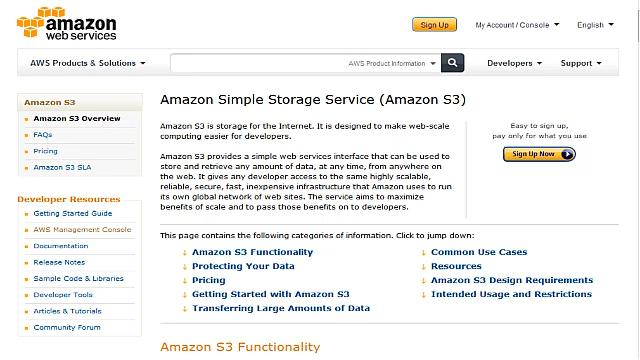 amazon
web services
Sign Up
My Account / Console
English
AWS Products & Solutions
AWS Product Information
Developers
Support
Amazon S3
Amazon S3 Overview
FAQs
Pricing
Amazon S3 SLA
Developer Resources
Getting Started Guide
AWS Management Console
Documentation
Release Notes
Sample Code & Libraries
Developer Tools
Articles & Tutorials
Community Forum
Amazon Simple Storage Service (Amazon S3)
Amazon S3 is storage for the Internet. It is designed to make web-scale
computing easier for developers.
Amazon S3 provides a simple web services interface that can be used to
store and retrieve any amount of data, at any time, from anywhere on
the web. It gives any developer access to the same highly scalable,
reliable, secure, fast, inexpensive infrastructure that Amazon uses to run
its own global network of web sites. The service aims to maximize
benefits of scale and to pass those benefits on to developers.
Easy to sign up,
pay only for what you use
Sign Up Now
This page contains the following categories of information. Click to jump down:
Amazon S3 Functionality
Protecting Your Data
Pricing
Getting Started with Amazon S3
Transferring Large Amounts of Data
Common Use Cases
Resources
Amazon S3 Design Requirements
Intended Usage and Restrictions
Amazon S3 Functionality